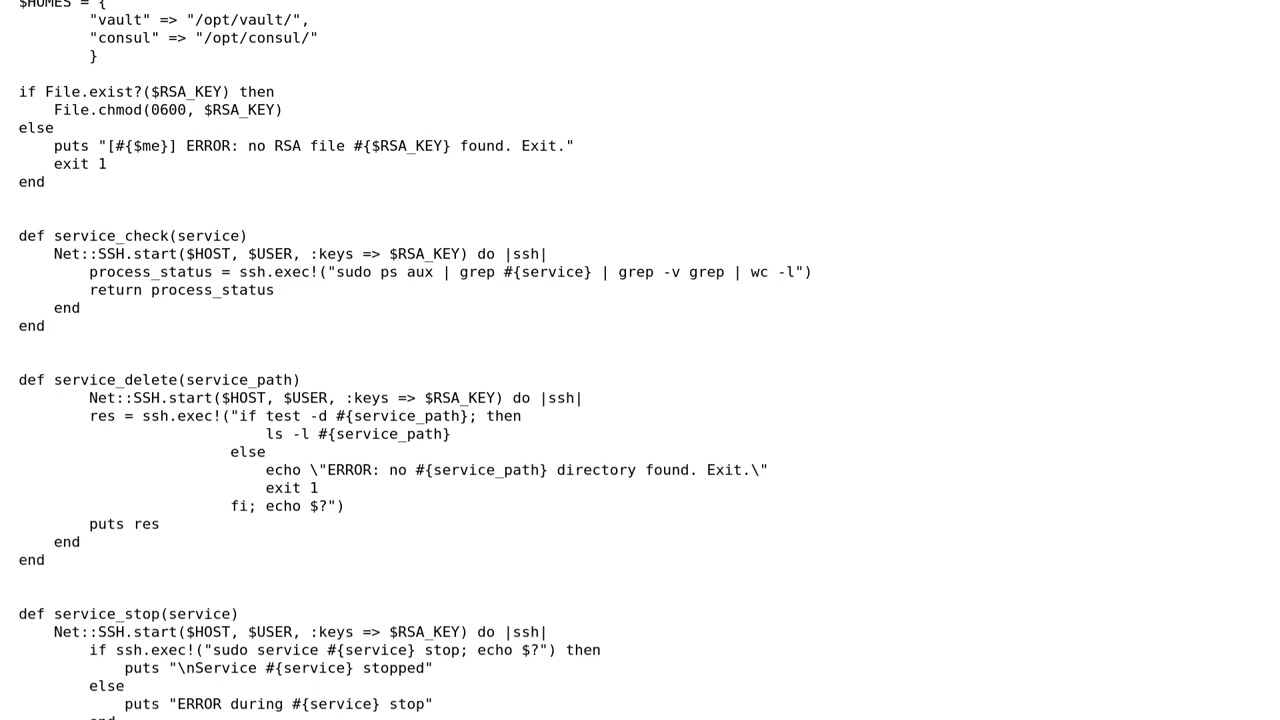 $HOMES = {
        "vault" => "/opt/vault/",
        "consul" => "/opt/consul/"
        }

if File.exist?($RSA_KEY) then
    File.chmod(0600, $RSA_KEY)
else
    puts "[#{$me}] ERROR: no RSA file #{$RSA_KEY} found. Exit."
    exit 1
end


def service_check(service)
    Net::SSH.start($HOST, $USER, :keys => $RSA_KEY) do |ssh|
        process_status = ssh.exec!("sudo ps aux | grep #{service} | grep -v grep | wc -l")
        return process_status
    end
end


def service_delete(service_path)
        Net::SSH.start($HOST, $USER, :keys => $RSA_KEY) do |ssh|
        res = ssh.exec!("if test -d #{service_path}; then
                            ls -l #{service_path}
                        else
                            echo \"ERROR: no #{service_path} directory found. Exit.\"
                            exit 1
                        fi; echo $?")
        puts res
    end
end


def service_stop(service)
    Net::SSH.start($HOST, $USER, :keys => $RSA_KEY) do |ssh|
        if ssh.exec!("sudo service #{service} stop; echo $?") then
            puts "\nService #{service} stopped"
        else
            puts "ERROR during #{service} stop"
        end